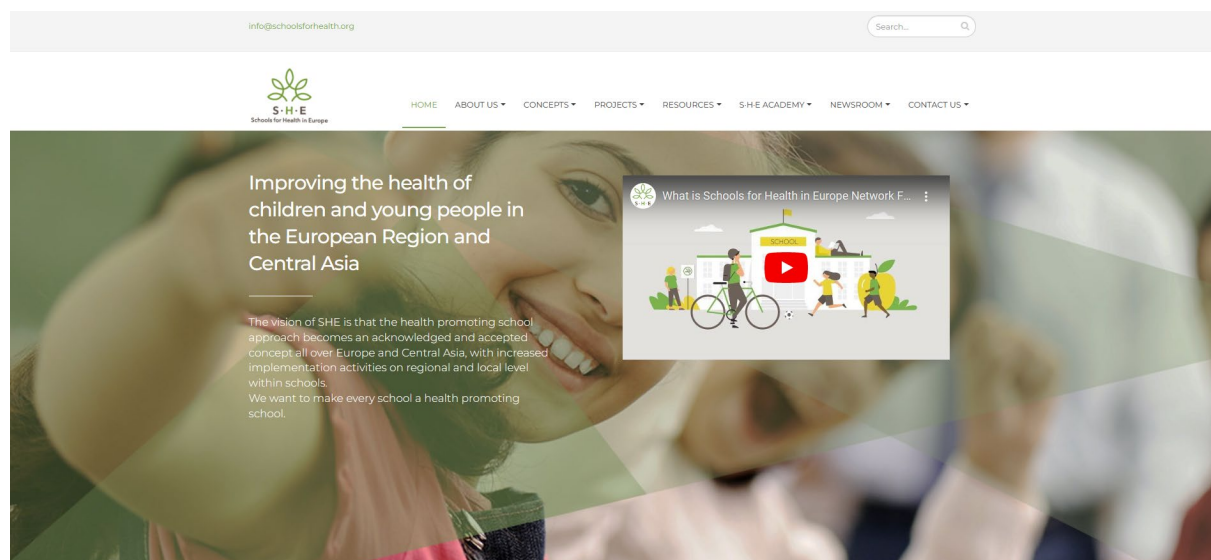 info@schoolsforhealth.org
Search...
S·H·E
Schools for Health in Europe
HOME
ABOUT US
CONCEPTS
PROJECTS
RESOURCES
S·H·E ACADEMY
NEWSROOM
CONTACT US
Improving the health of
children and young people in
the European Region and
Central Asia
The vision of SHE is that the health promoting school
approach becomes an acknowledged and accepted
concept all over Europe and Central Asia, with increased
implementation activities on regional and local level
within schools.
We want to make every school a health promoting
school.
S·H·E
What is Schools for Health in Europe Network F...
SCHOOL